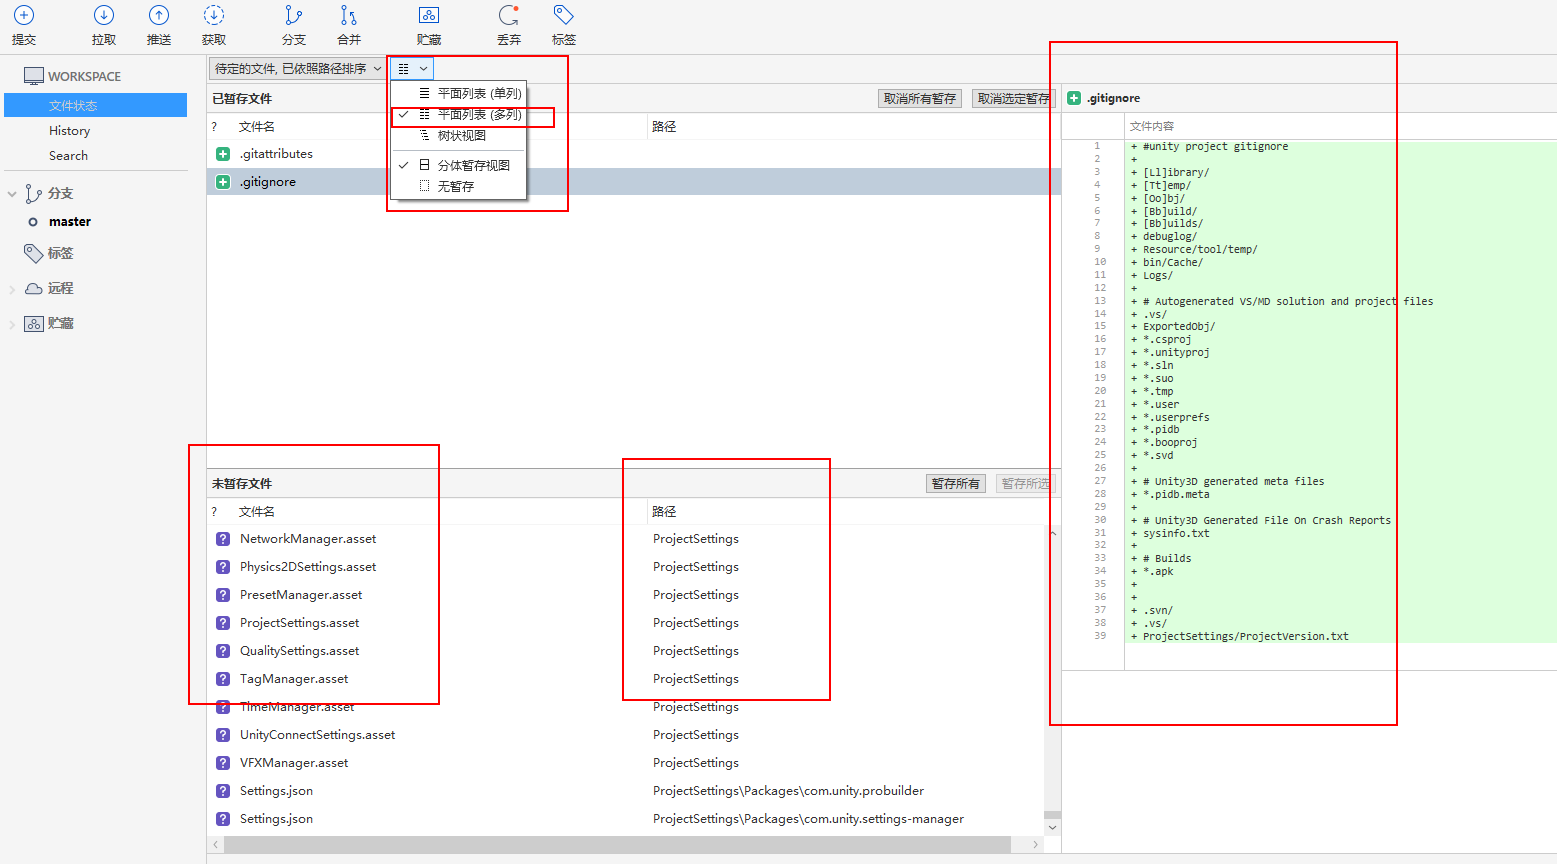 提交 拉取 推送 获取 分支 合并 贮藏 丢弃 标签
WORKSPACE
文件状态
History
Search
分支
master
标签
远程
贮藏
待定的文件, 已依照路径排序
平面列表 (单列)
平面列表 (多列)
树状视图
分体暂存视图
无暂存
已暂存文件 取消所有暂存 取消选定暂存
? 文件名 路径
.gitattributes
.gitignore
未暂存文件 暂存所有 暂存所选
? 文件名 路径
? NetworkManager.asset ProjectSettings
? Physics2DSettings.asset ProjectSettings
? PresetManager.asset ProjectSettings
? ProjectSettings.asset ProjectSettings
? QualitySettings.asset ProjectSettings
? TagManager.asset ProjectSettings
? TimeManager.asset ProjectSettings
? UnityConnectSettings.asset ProjectSettings
? VFXManager.asset ProjectSettings
? Settings.json ProjectSettings\Packages\com.unity.probuilder
? Settings.json ProjectSettings\Packages\com.unity.settings-manager
.gitignore
文件内容
1 + #unity project gitignore
2 +
3 + [Ll]ibrary/
4 + [Tt]emp/
5 + [Oo]bj/
6 + [Bb]uild/
7 + [Bb]uilds/
8 + debuglog/
9 + Resource/tool/temp/
10 + bin/Cache/
11 + Logs/
12 +
13 + # Autogenerated VS/MD solution and project files
14 + .vs/
15 + ExportedObj/
16 + *.csproj
17 + *.unityproj
18 + *.sln
19 + *.suo
20 + *.tmp
21 + *.user
22 + *.userprefs
23 + *.pidb
24 + *.booproj
25 + *.svd
26 +
27 + # Unity3D generated meta files
28 + *.pidb.meta
29 +
30 + # Unity3D Generated File On Crash Reports
31 + sysinfo.txt
32 +
33 + # Builds
34 + *.apk
35 +
36 +
37 + .svn/
38 + .vs/
39 + ProjectSettings/ProjectVersion.txt